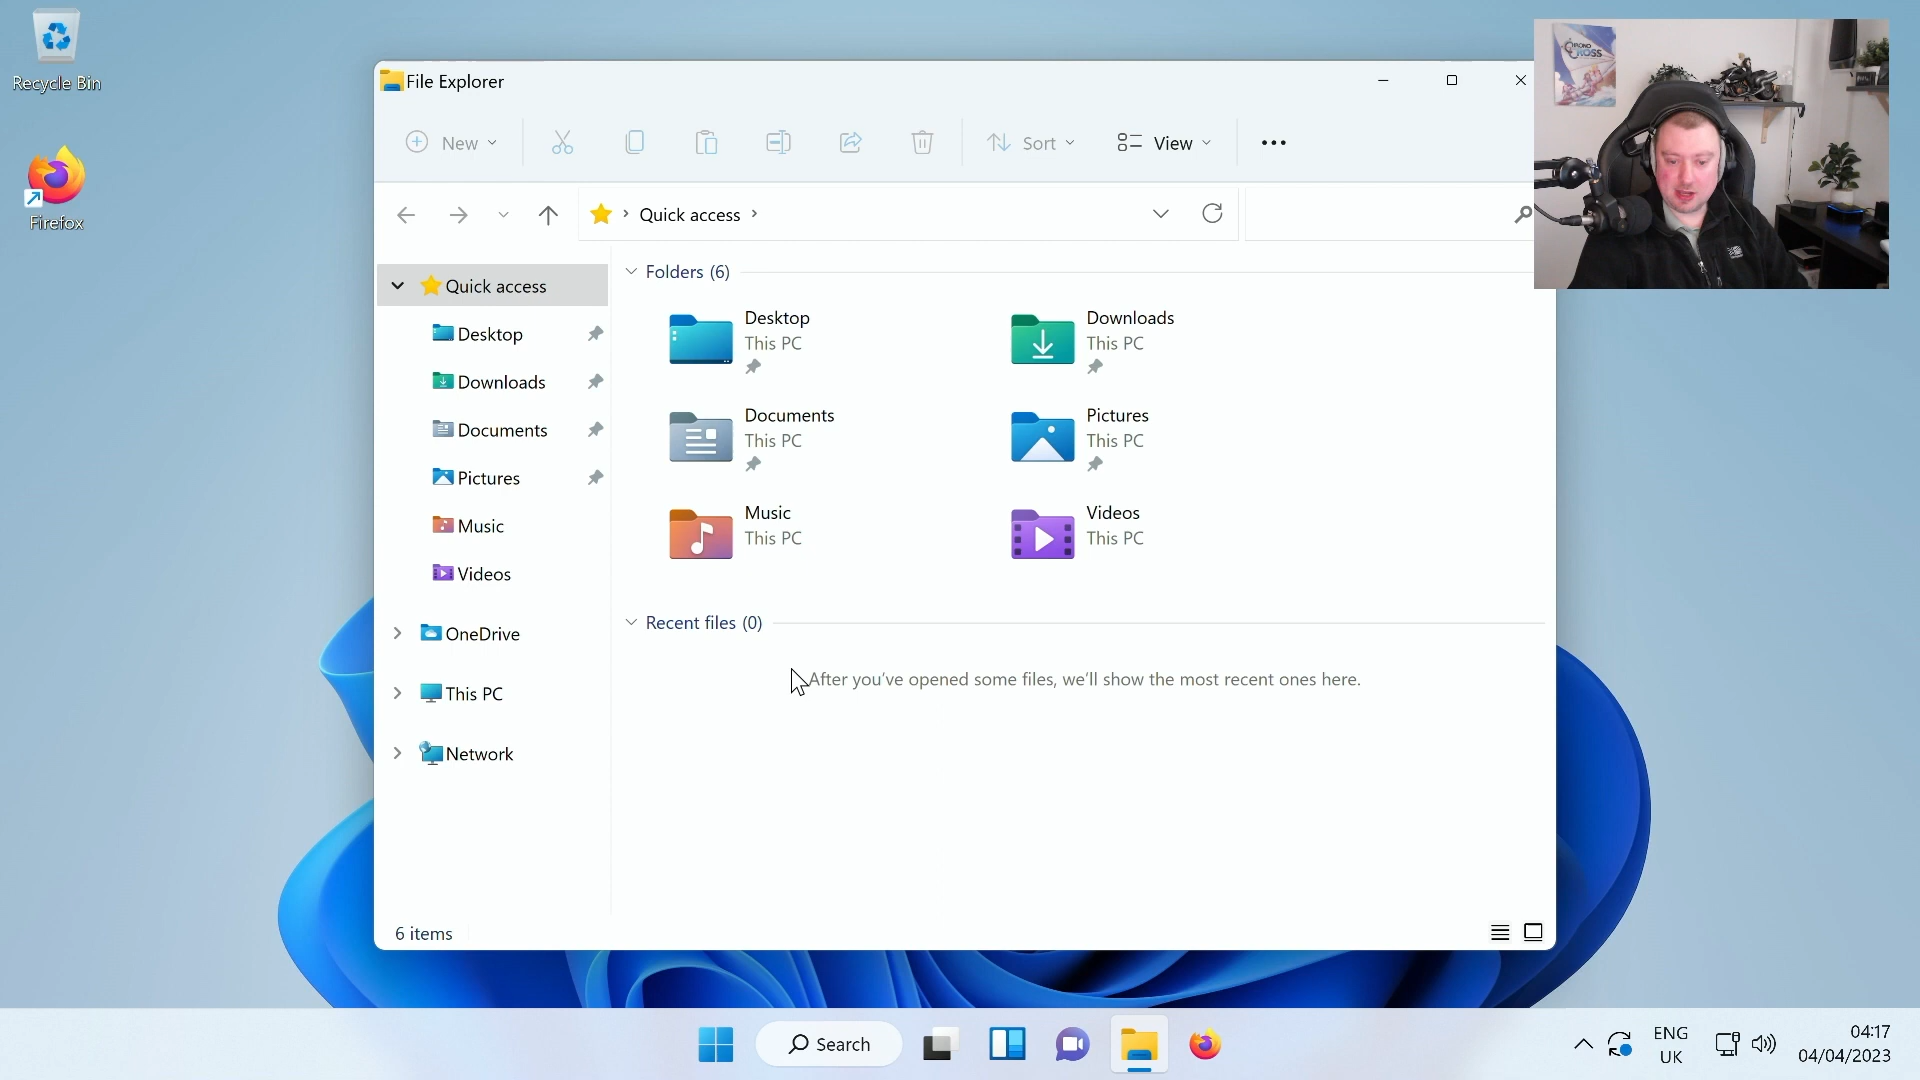 Recycle Bin
Firefox
File Explorer
New
Sort
View
Quick access
Quick access
Desktop
Downloads
Documents
Pictures
Music
Videos
OneDrive
This PC
Network
Folders (6)
Desktop
This PC
Downloads
This PC
Documents
This PC
Pictures
This PC
Music
This PC
Videos
This PC
Recent files (0)
After you've opened some files, we'll show the most recent ones here.
6 items
CHRONO
CROSS
Search
ENG
UK
04:17
04/04/2023